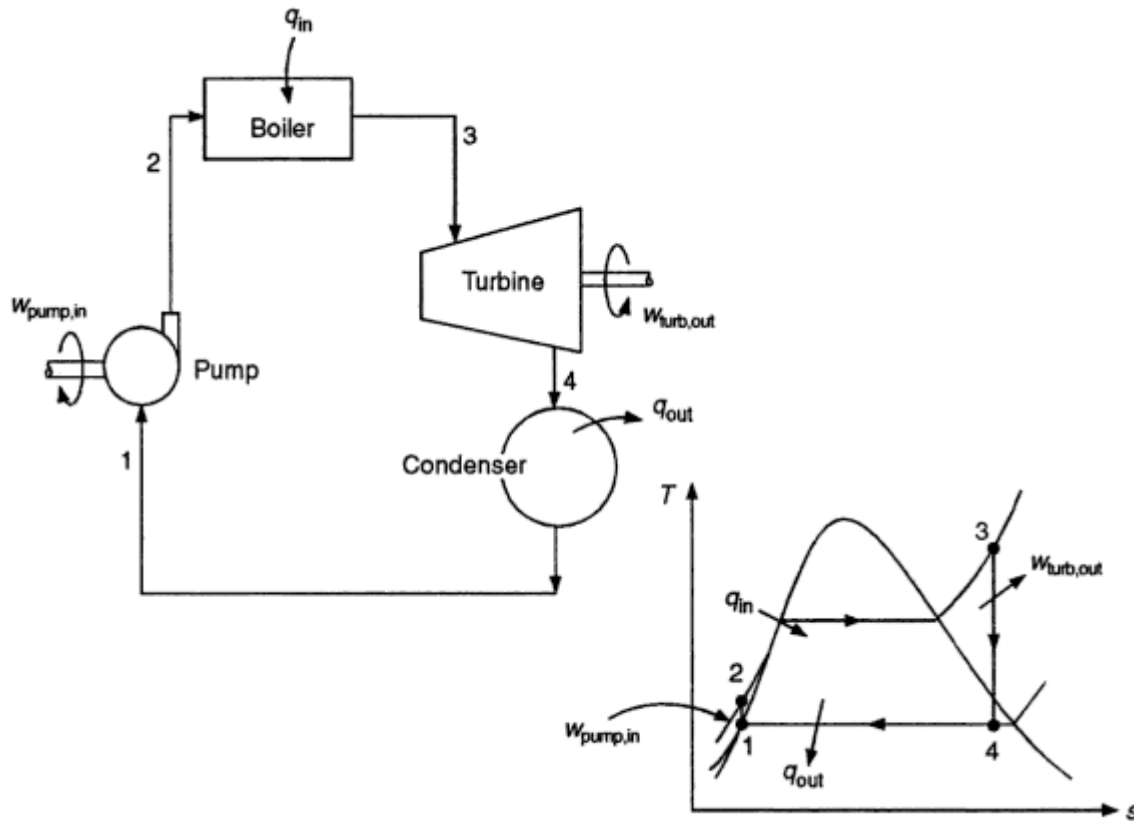 q_in
Boiler
3
2
Turbine
w_pump,in
w_turb,out
Pump
4
q_out
1
Condenser
T
3
w_turb,out
q_in
2
w_pump,in
1
4
q_out
s